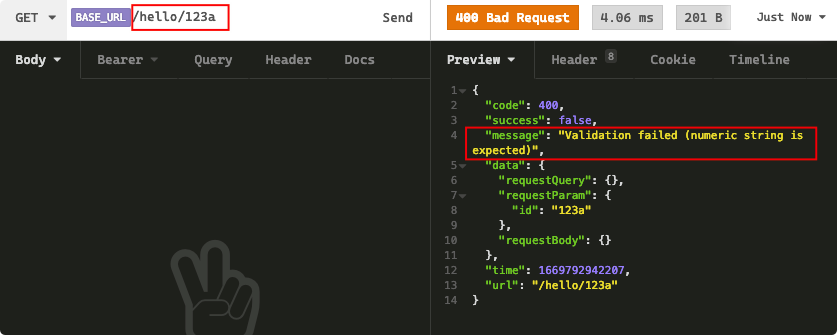 GET BASE_URL /hello/123a Send 400 Bad Request 4.06 ms 201 B Just Now
Body Bearer Query Header Docs Preview Header 8 Cookie Timeline
1 {
2 "code": 400,
3 "success": false,
4 "message": "Validation failed (numeric string is
expected)",
5 "data": {
6 "requestQuery": {},
7 "requestParam": {
8 "id": "123a"
9 },
10 "requestBody": {}
11 },
12 "time": 1669792942207,
13 "url": "/hello/123a"
14 }